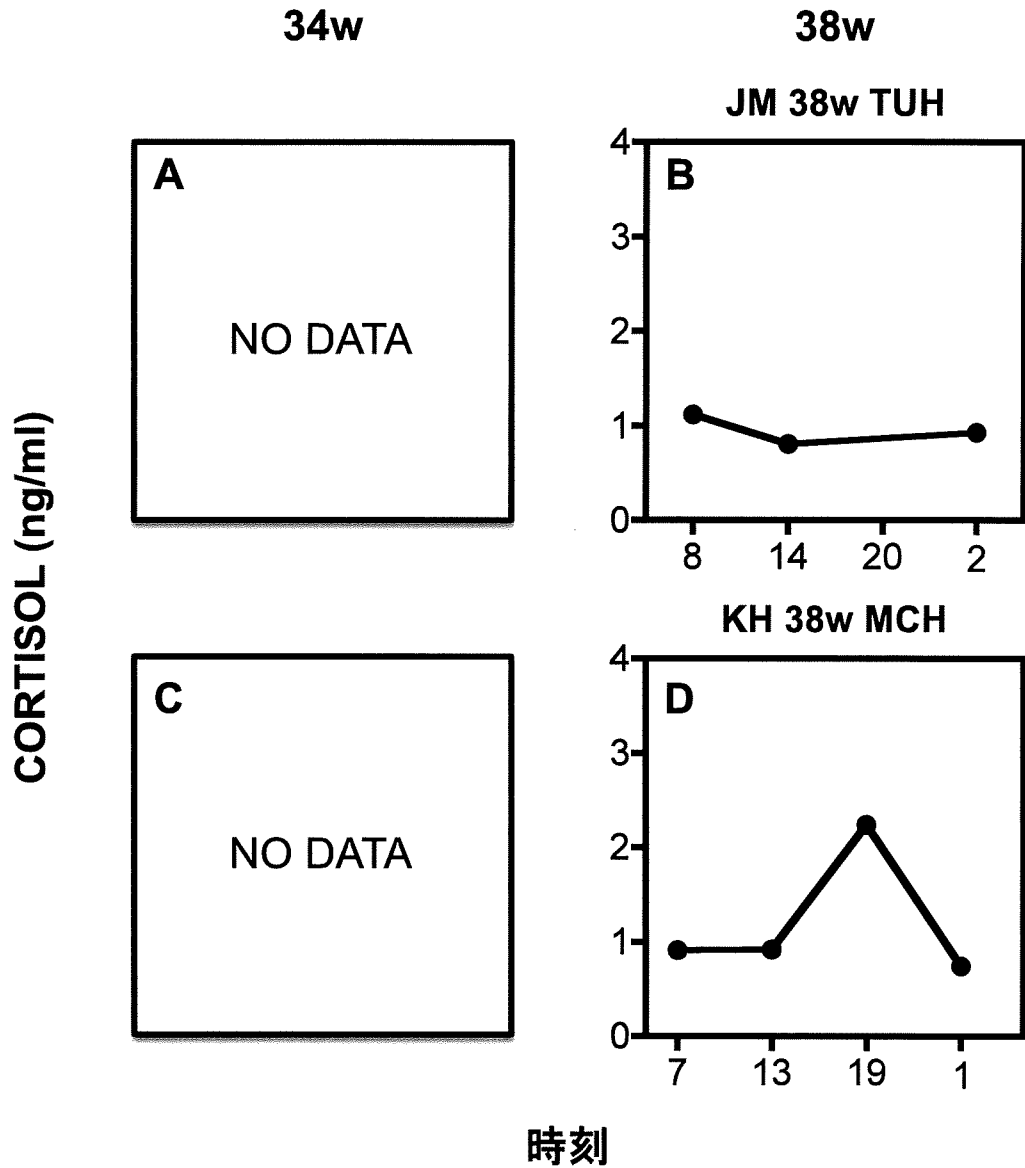 34w
38w
JM 38w TUH
A
NO DATA
B
4
3
2
1
0
8 14 20 2
CORTISOL (ng/ml)
KH 38w MCH
C
NO DATA
D
4
3
2
1
0
7 13 19 1
時刻